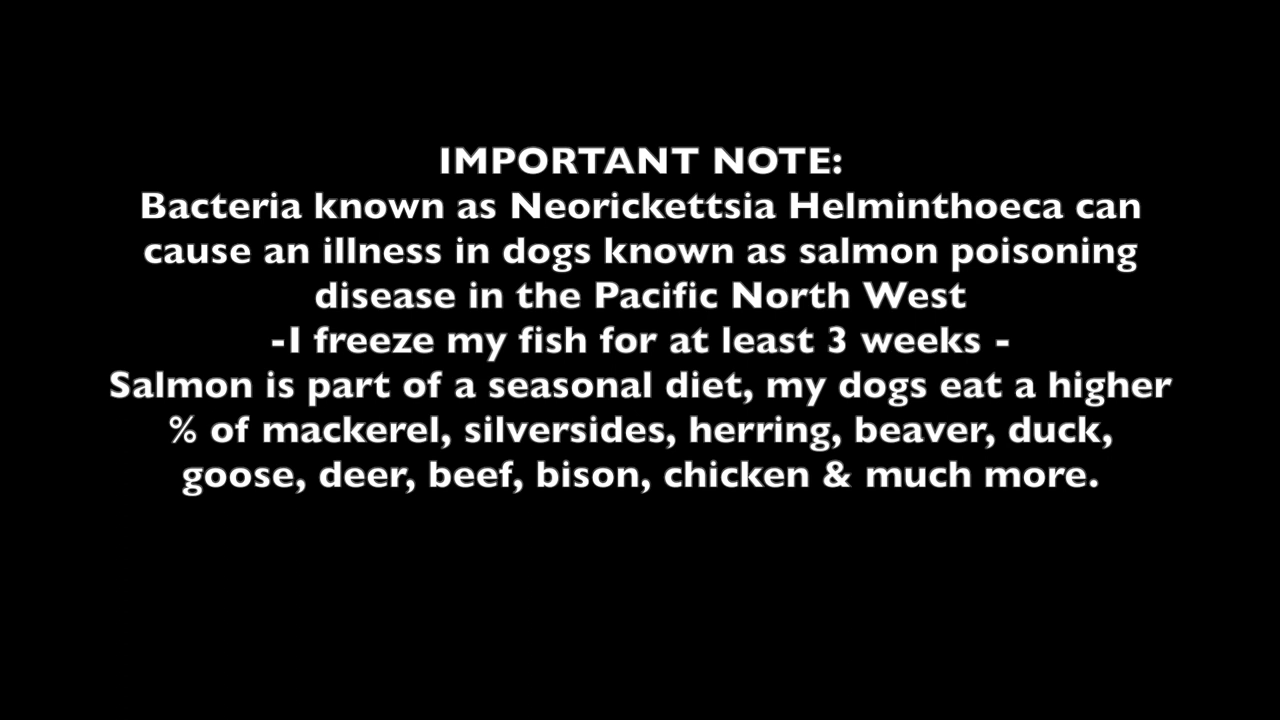 IMPORTANT NOTE:
Bacteria known as Neorickettsia Helminthoeca can
cause an illness in dogs known as salmon poisoning
disease in the Pacific North West
-I freeze my fish for at least 3 weeks -
Salmon is part of a seasonal diet, my dogs eat a higher
% of mackerel, silversides, herring, beaver, duck,
goose, deer, beef, bison, chicken & much more.